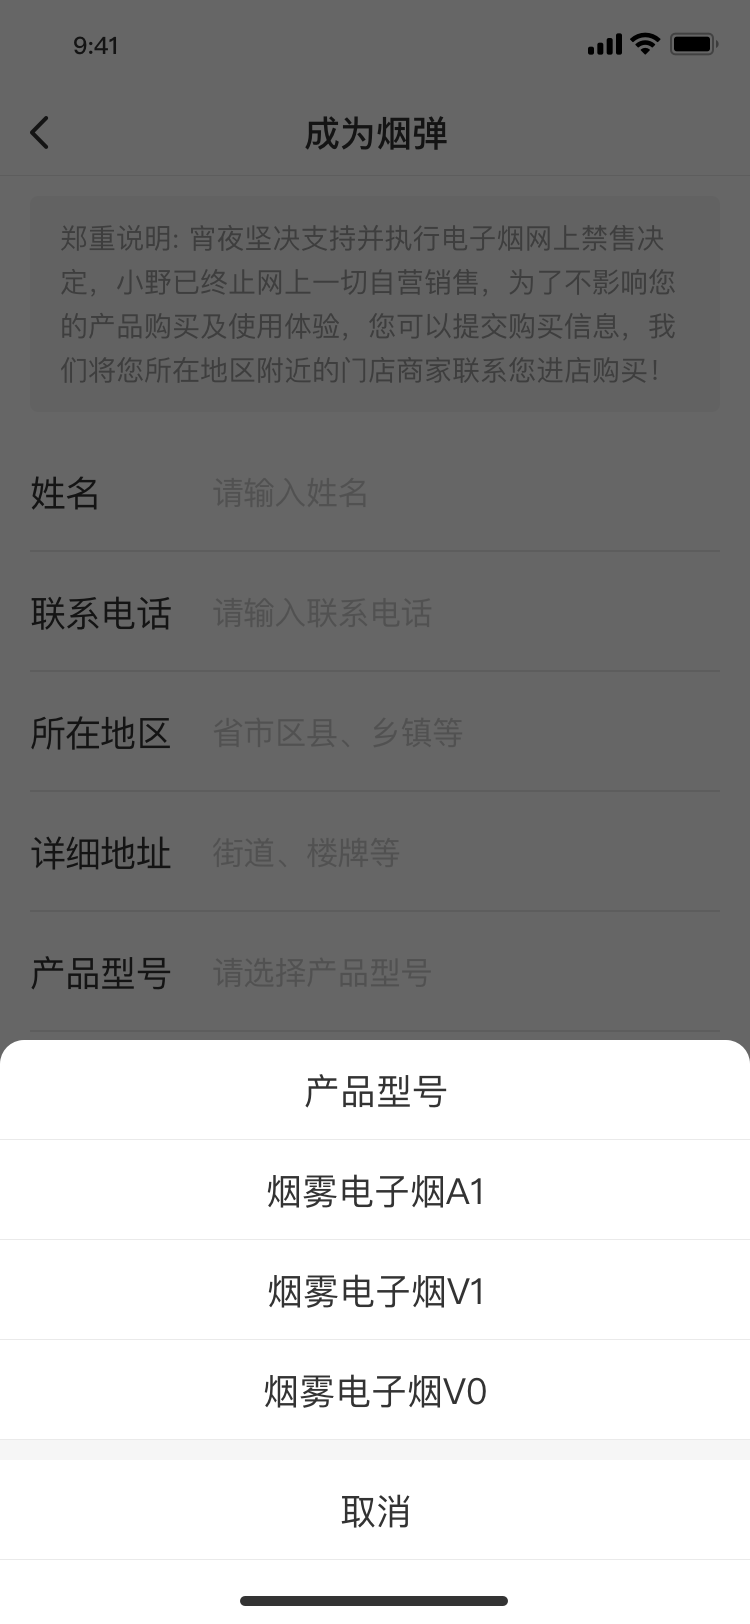 9:41
成为烟弹
郑重说明: 宵夜坚决支持并执行电子烟网上禁售决
定，小野已终止网上一切自营销售，为了不影响您
的产品购买及使用体验，您可以提交购买信息，我
们将您所在地区附近的门店商家联系您进店购买！
姓名 请输入姓名
联系电话 请输入联系电话
所在地区 省市区县、乡镇等
详细地址 街道、楼牌等
产品型号 请选择产品型号
产品型号
烟雾电子烟A1
烟雾电子烟V1
烟雾电子烟V0
取消